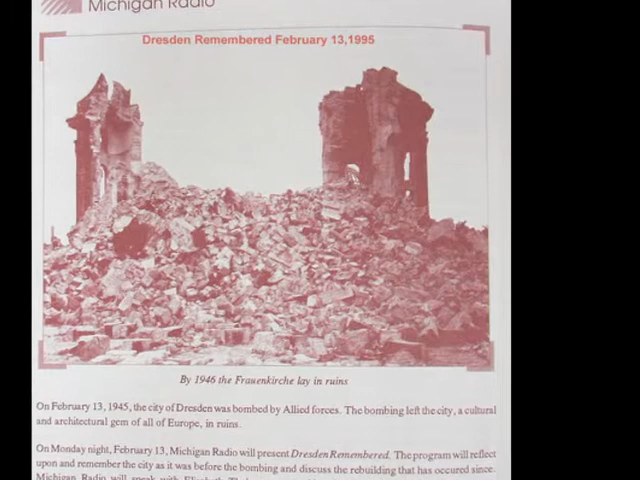 Michigan Radio
Dresden Remembered February 13,1995
By 1946 the Frauenkirche lay in ruins
On February 13, 1945, the city of Dresden was bombed by Allied forces. The bombing left the city, a cultural
and architectural gem of all of Europe, in ruins.
On Monday night, February 13, Michigan Radio will present Dresden Remembered. The program will reflect
upon and remember the city as it was before the bombing and discuss the rebuilding that has occured since.
Michigan Radio will speak with